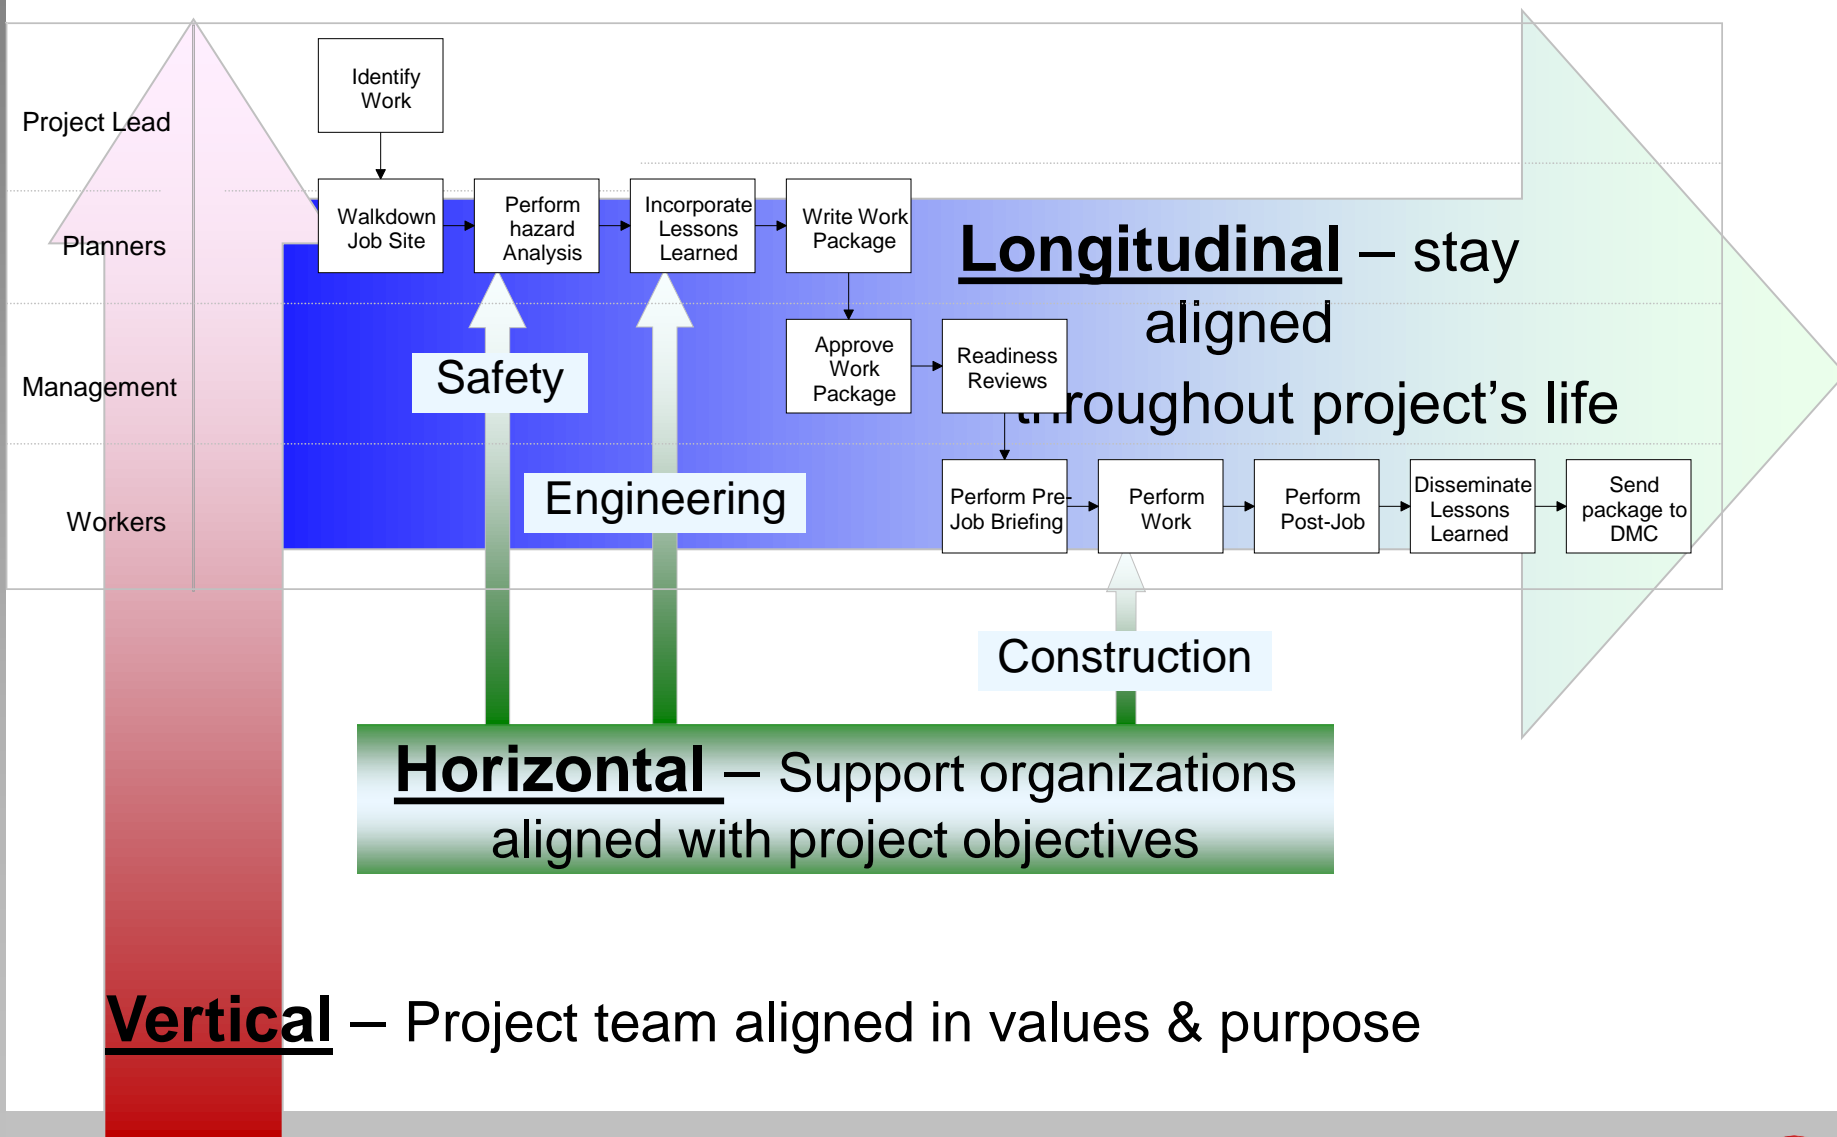 Project Lead
Identify
Work
Planners
Walkdown
Job Site
Perform
hazard
Analysis
Incorporate
Lessons
Learned
Write Work
Package
Longitudinal – stay
aligned
throughout project's life
Management
Safety
Approve
Work
Package
Readiness
Reviews
Workers
Engineering
Perform Pre-
Job Briefing
Perform
Work
Perform
Post-Job
Disseminate
Lessons
Learned
Send
package to
DMC
Construction
Horizontal – Support organizations
aligned with project objectives
Vertical – Project team aligned in values & purpose